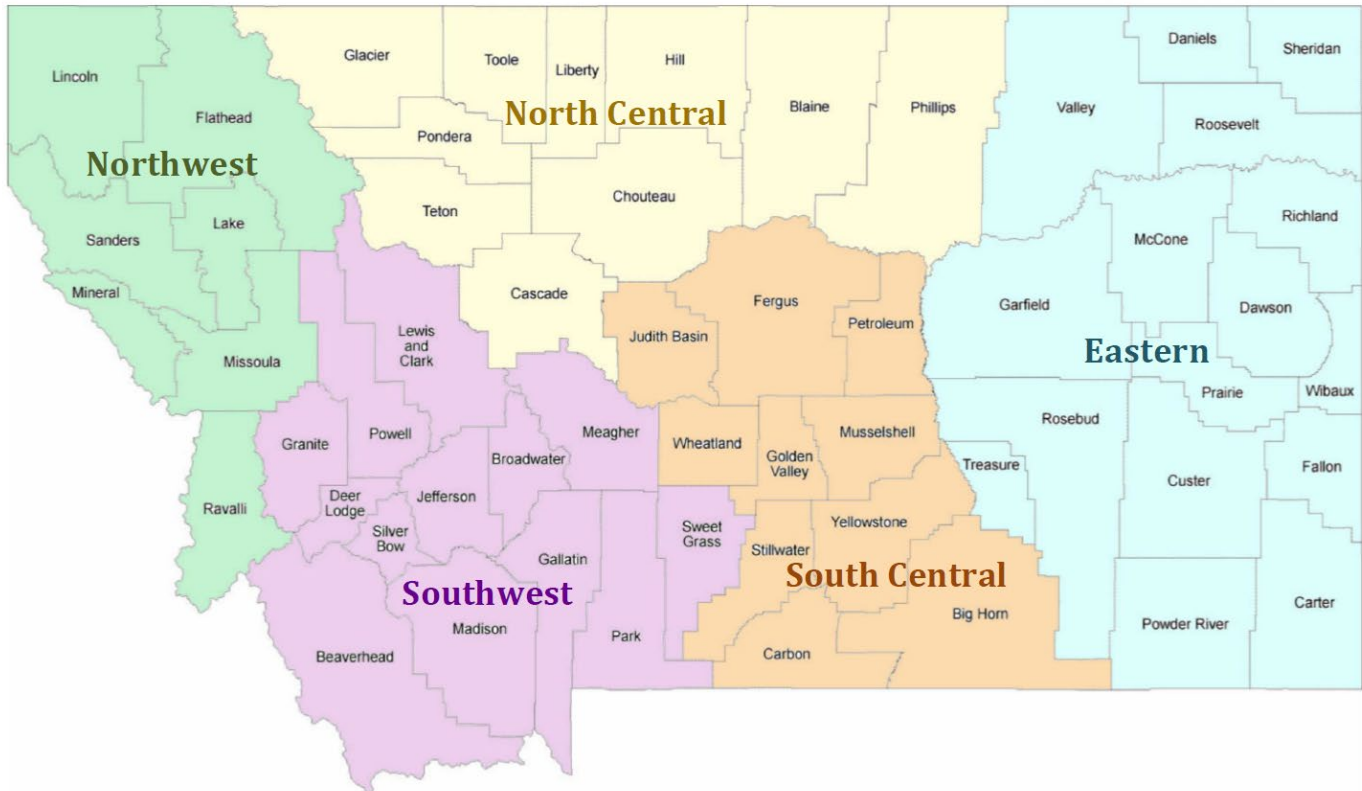 Glacier
Toole
Liberty
Hill
Blaine
Phillips
Valley
Daniels
Sheridan
Lincoln
Flathead
North Central
Pondera
Roosevelt
Northwest
Teton
Chouteau
Lake
Sanders
McCone
Richland
Mineral
Cascade
Fergus
Garfield
Dawson
Lewis
and
Clark
Judith Basin
Petroleum
Missoula
Eastern
Prairie
Wibaux
Granite
Powell
Meagher
Wheatland
Golden
Valley
Musselshell
Rosebud
Broadwater
Treasure
Fallon
Custer
Ravalli
Deer
Lodge
Jefferson
Silver
Bow
Sweet
Grass
Yellowstone
Stillwater
Gallatin
Southwest
South Central
Madison
Park
Big Horn
Powder River
Carter
Beaverhead
Carbon